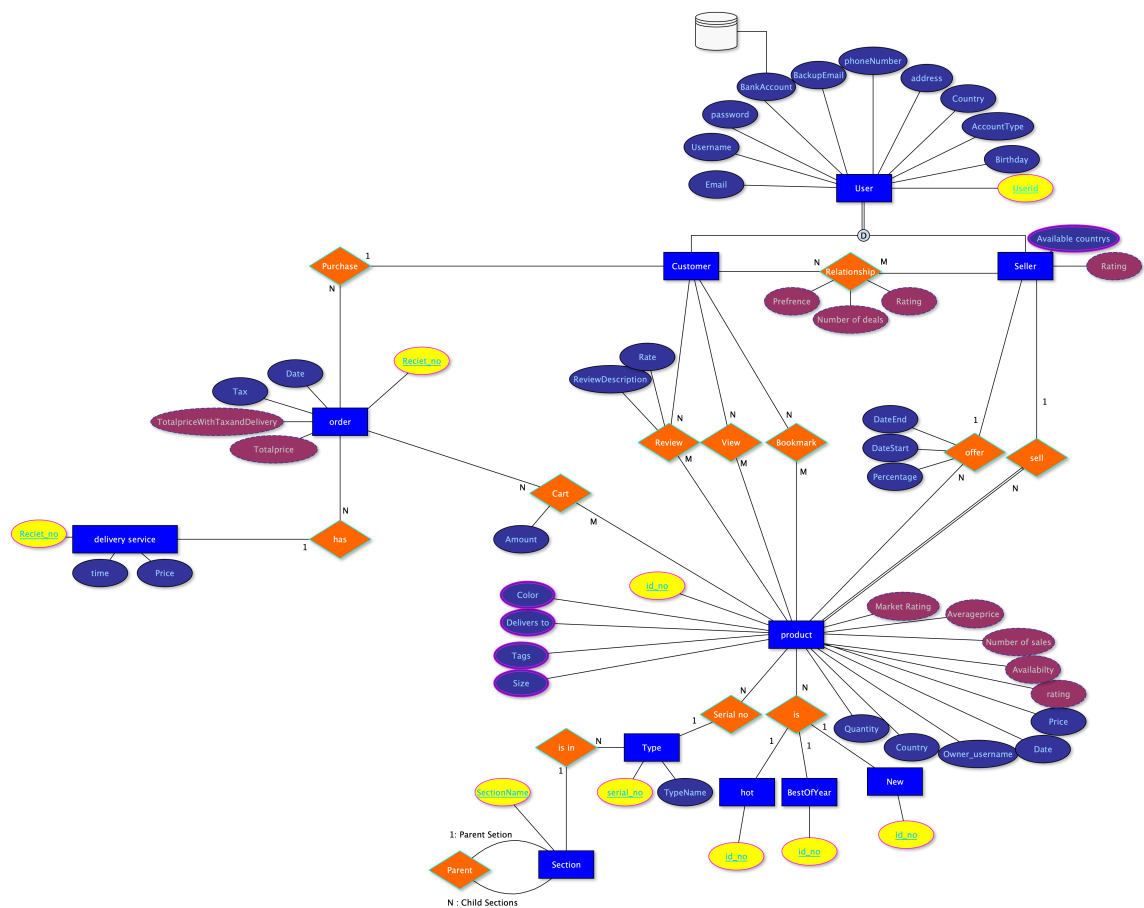 phoneNumber
BackupEmail
address
BankAccount
Country
password
AccountType
Username
Birthday
Email
User
UserId
D
Available countrys
1
Purchase
N
Customer
N
M
Relationship
Seller
Rating
Prefrence
Rating
Number of deals
Rate
ReviewDescription
Reciet_no
Date
Tax
TotalpriceWithTaxandDelivery
order
Totalprice
DateEnd
DateStart
Percentage
1
1
N
N
N
Review
View
Bookmark
offer
sell
M
M
M
N
N
N
Cart
M
Amount
N
Reciet_no
delivery service
1
has
time
Price
id_no
Color
Delivers to
Tags
Size
product
Market Rating
Averageprice
Number of sales
Availabilty
rating
Price
Date
Owner_username
Country
Quantity
N
N
Serial no
is
1
1
1
1
N
is in
1
Type
serial_no
TypeName
hot
BestOfYear
New
id_no
id_no
id_no
SectionName
1: Parent Setion
Parent
Section
N : Child Sections